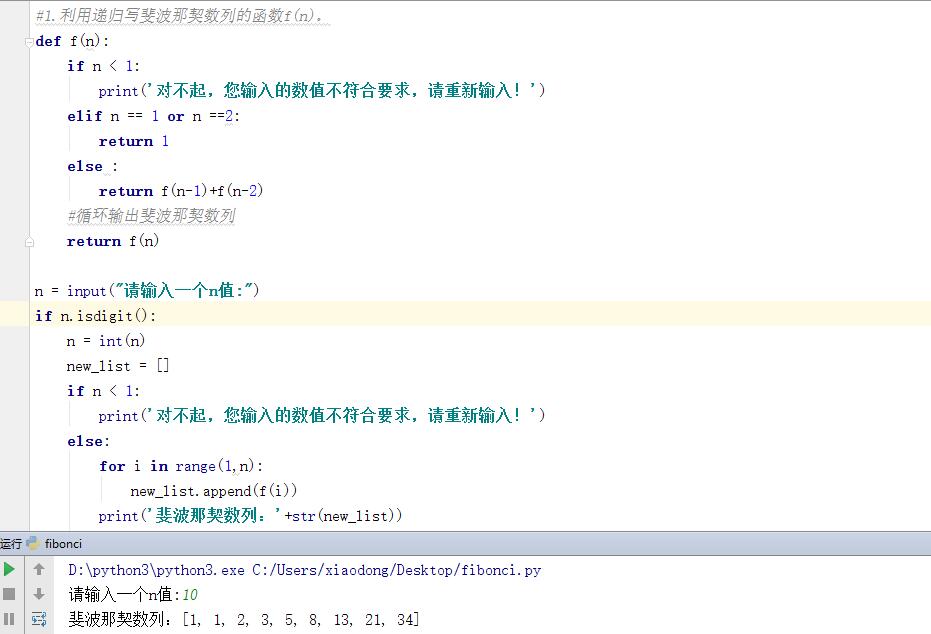 #1.利用递归写斐波那契数列的函数f(n)。
def f(n):
if n < 1:
print('对不起，您输入的数值不符合要求，请重新输入！')
elif n == 1 or n ==2:
return 1
else :
return f(n-1)+f(n-2)
#循环输出斐波那契数列
return f(n)
n = input("请输入一个n值:")
if n.isdigit():
n = int(n)
new_list = []
if n < 1:
print('对不起，您输入的数值不符合要求，请重新输入！')
else:
for i in range(1,n):
new_list.append(f(i))
print('斐波那契数列：'+str(new_list))
运行 fibonci
D:\python3\python3.exe C:/Users/xiaodong/Desktop/fibonci.py
请输入一个n值:10
斐波那契数列：[1, 1, 2, 3, 5, 8, 13, 21, 34]